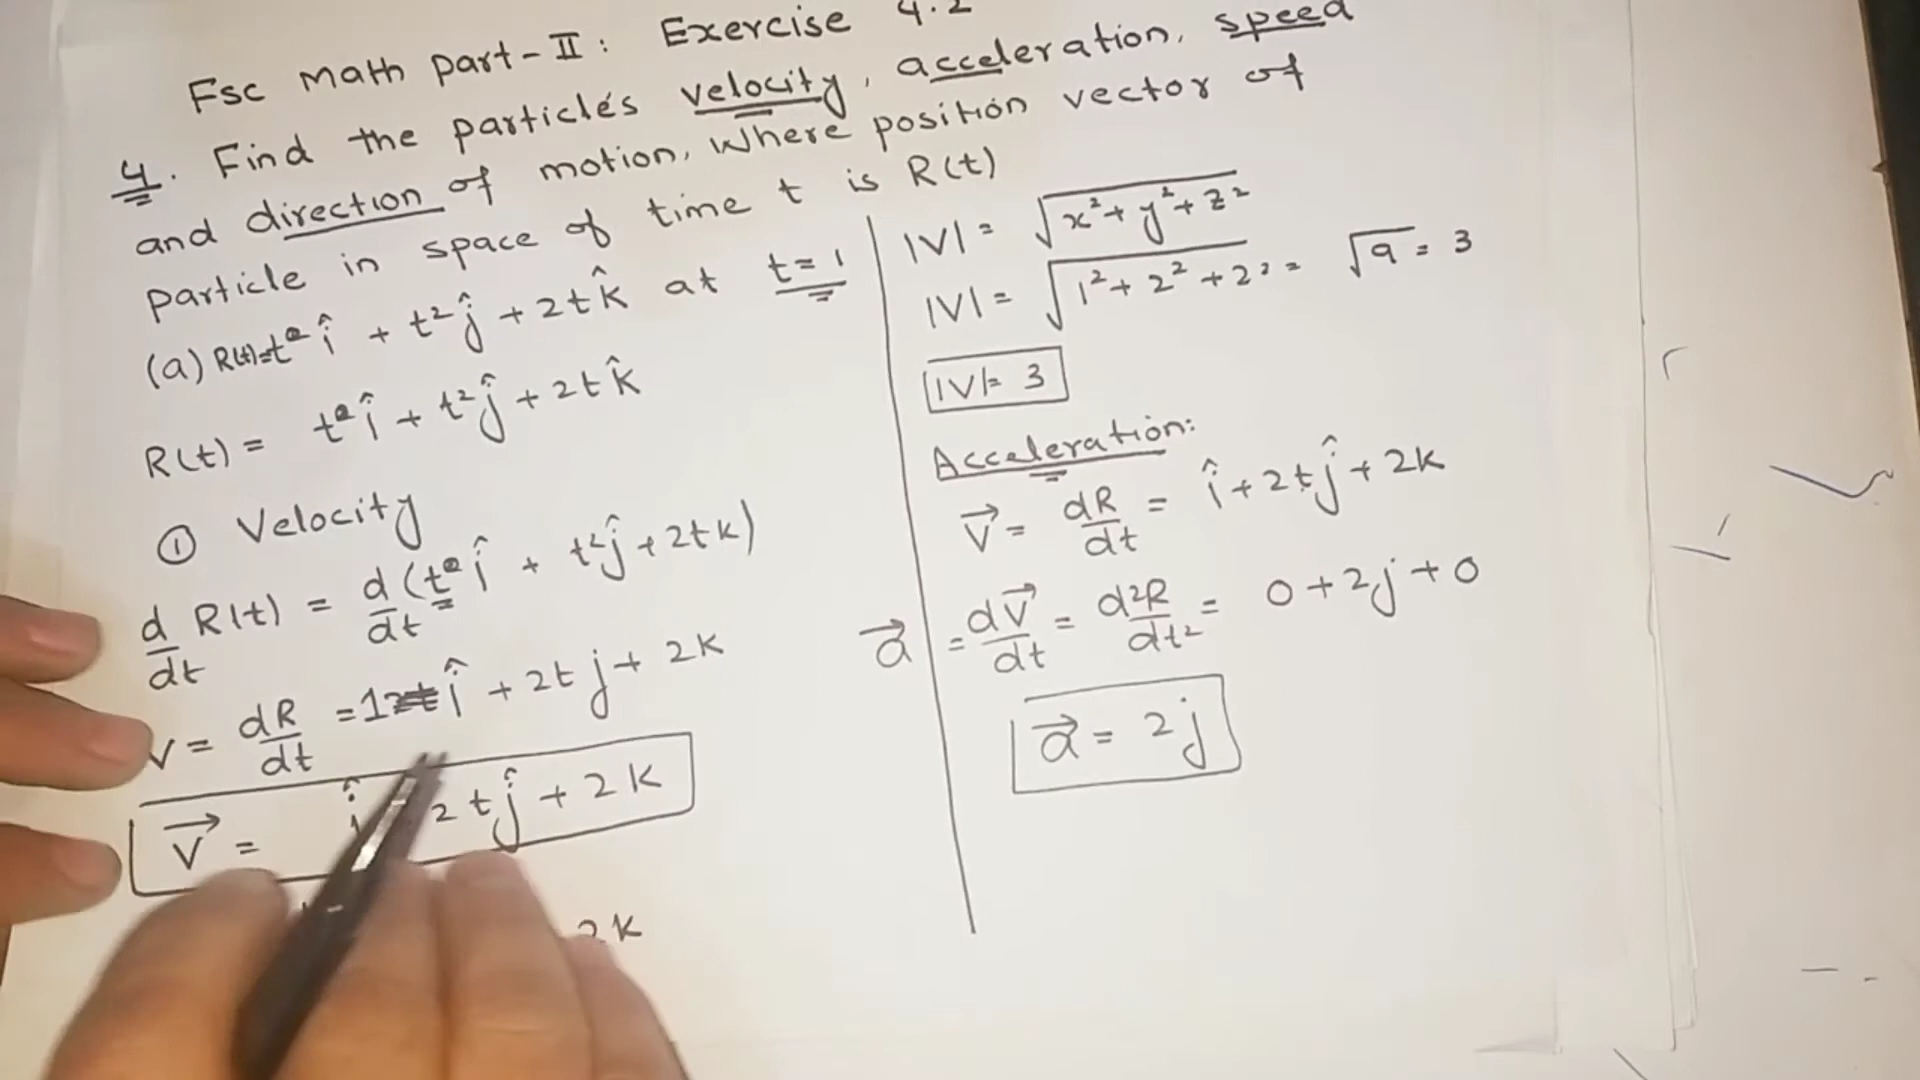 Fsc Math part-II: Exercise 4.2
4. Find the particles velocity, acceleration, speed
and direction of motion, where position vector of
particle in space of time t is R(t)
(a) R(t)=t î + t² ĵ + 2t k̂ at t=1
R(t) = t î + t² ĵ + 2t k̂
① Velocity
d/dt R(t) = d/dt (t î + t² ĵ + 2t k)
V = dR/dt = 1 î + 2t j + 2k
V⃗ = î 2t ĵ + 2k
2k
|V| = √(x² + y² + z²)
|V| = √(1² + 2² + 2²) = √9 = 3
|V| = 3
Acceleration:
V⃗ = dR/dt = î + 2t ĵ + 2k
a⃗ = dV⃗/dt = d²R/dt² = 0 + 2j + 0
a⃗ = 2j